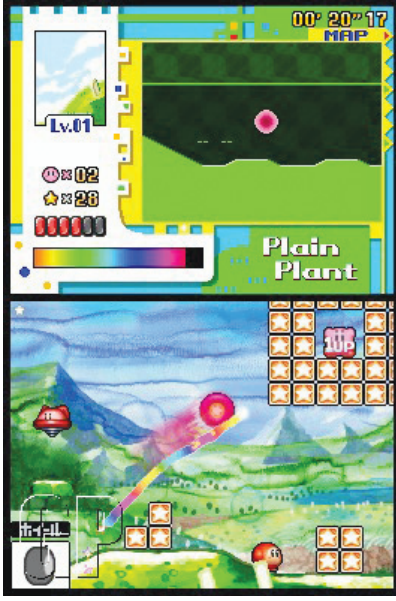 00' 20" 17
MAP
Lv.01
×02
×28
Plain
Plant
1UP
ホイール